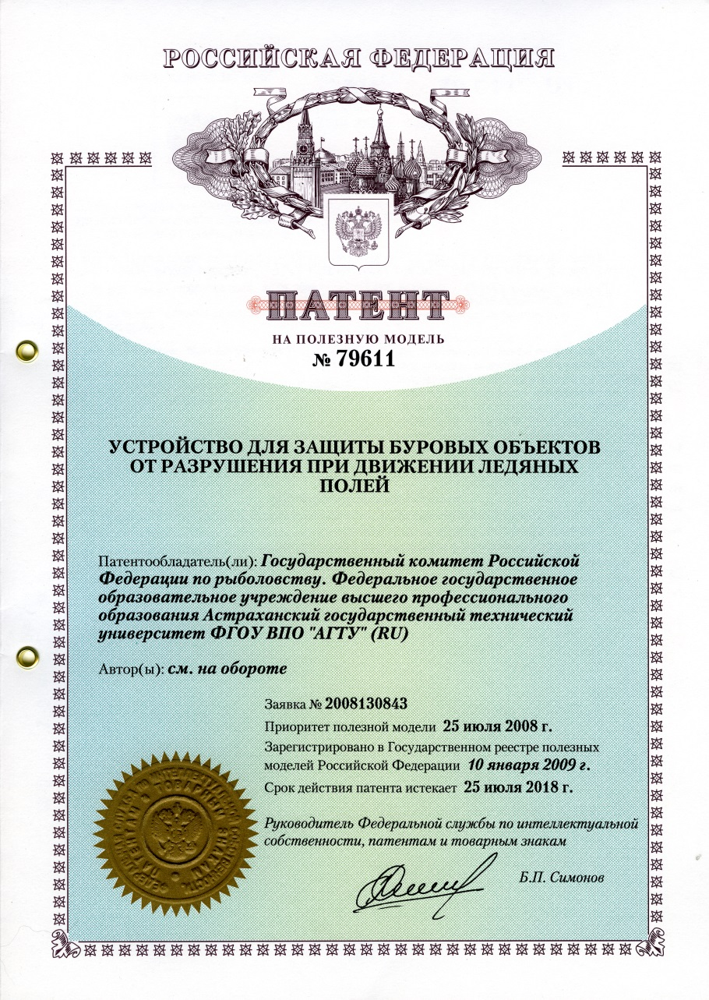 РОССИЙСКАЯ ФЕДЕРАЦИЯ
ПАТЕНТ
НА ПОЛЕЗНУЮ МОДЕЛЬ
№ 79611
УСТРОЙСТВО ДЛЯ ЗАЩИТЫ БУРОВЫХ ОБЪЕКТОВ
ОТ РАЗРУШЕНИЯ ПРИ ДВИЖЕНИИ ЛЕДЯНЫХ
ПОЛЕЙ
Патентообладатель(ли): Государственный комитет Российской
Федерации по рыболовству. Федеральное государственное
образовательное учреждение высшего профессионального
образования Астраханский государственный технический
университет ФГОУ ВПО "АГТУ" (RU)
Автор(ы): см. на обороте
Заявка № 2008130843
Приоритет полезной модели 25 июля 2008 г.
Зарегистрировано в Государственном реестре полезных
моделей Российской Федерации 10 января 2009 г.
Срок действия патента истекает 25 июля 2018 г.
Руководитель Федеральной службы по интеллектуальной
собственности, патентам и товарным знакам
Б.П. Симонов